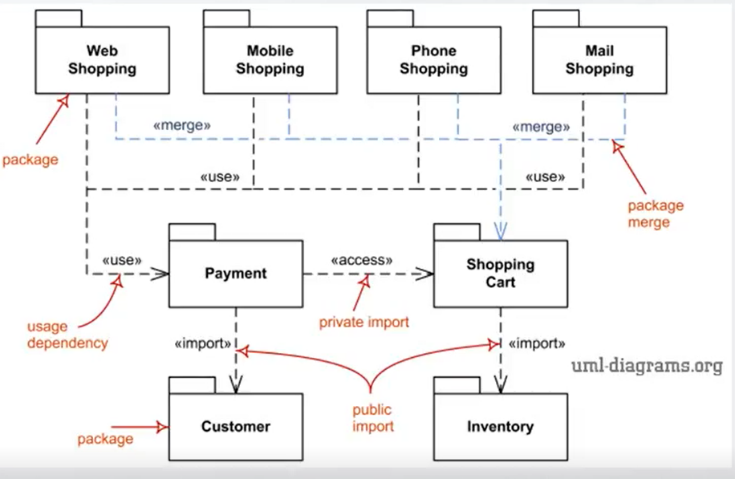 Web
Shopping
Mobile
Shopping
Phone
Shopping
Mail
Shopping
«merge»
«merge»
package
«use»
«use»
package
merge
«use»
Payment
«access»
Shopping
Cart
usage
dependency
private import
«import»
«import»
uml-diagrams.org
public
import
package
Customer
Inventory